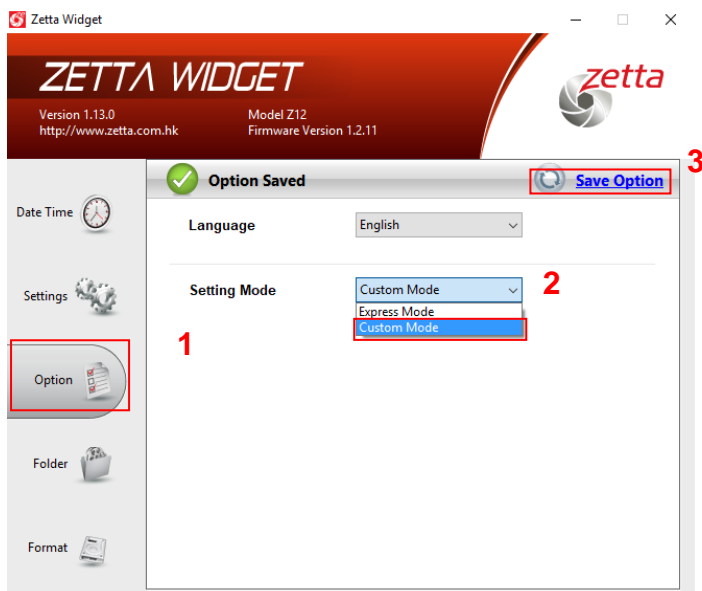 Zetta Widget
ZETTA WIDGET
zetta
Version 1.13.0
Model Z12
http://www.zetta.com.hk
Firmware Version 1.2.11
3
Option Saved
Save Option
Date Time
Language
English
Settings
Setting Mode
Custom Mode
2
Express Mode
Custom Mode
1
Option
Folder
Format